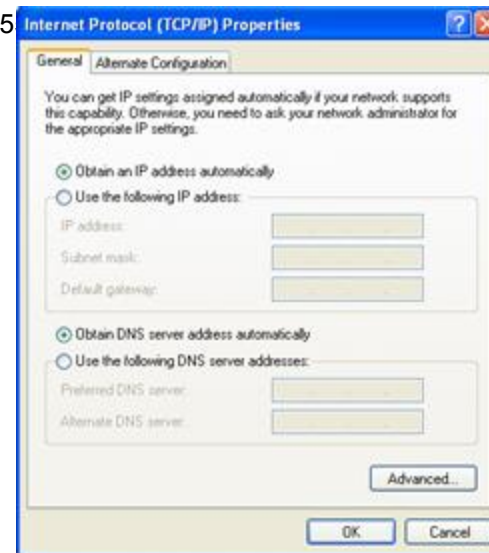 5
Internet Protocol (TCP/IP) Properties
General Alternate Configuration
You can get IP settings assigned automatically if your network supports
this capability. Otherwise, you need to ask your network administrator for
the appropriate IP settings.
Obtain an IP address automatically
Use the following IP address:
IP address:
Subnet mask:
Default gateway:
Obtain DNS server address automatically
Use the following DNS server addresses:
Preferred DNS server:
Alternate DNS server:
Advanced...
OK Cancel